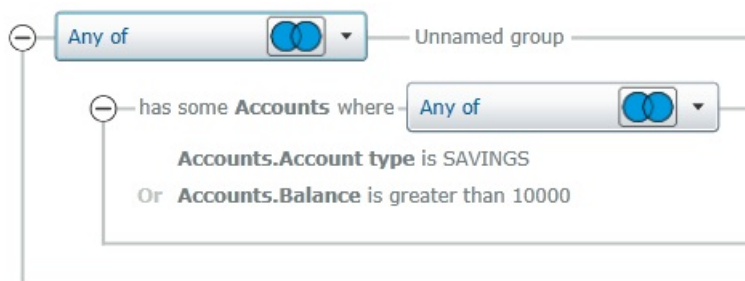 Any of Unnamed group
has some Accounts where Any of
Accounts.Account type is SAVINGS
Or Accounts.Balance is greater than 10000